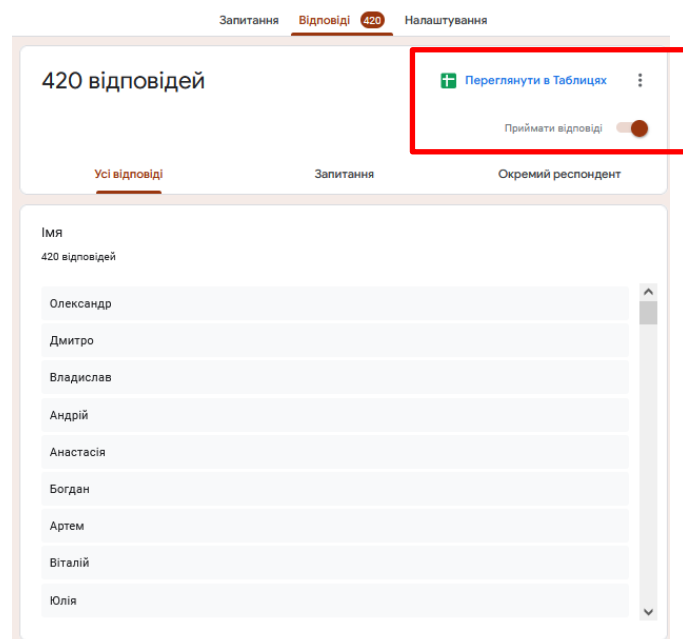 Запитання Відповіді 420 Налаштування
420 відповідей
Переглянути в Таблицях
Приймати відповіді
Усі відповіді Запитання Окремий респондент
Імя
420 відповідей
Олександр
Дмитро
Владислав
Андрій
Анастасія
Богдан
Артем
Віталій
Юлія